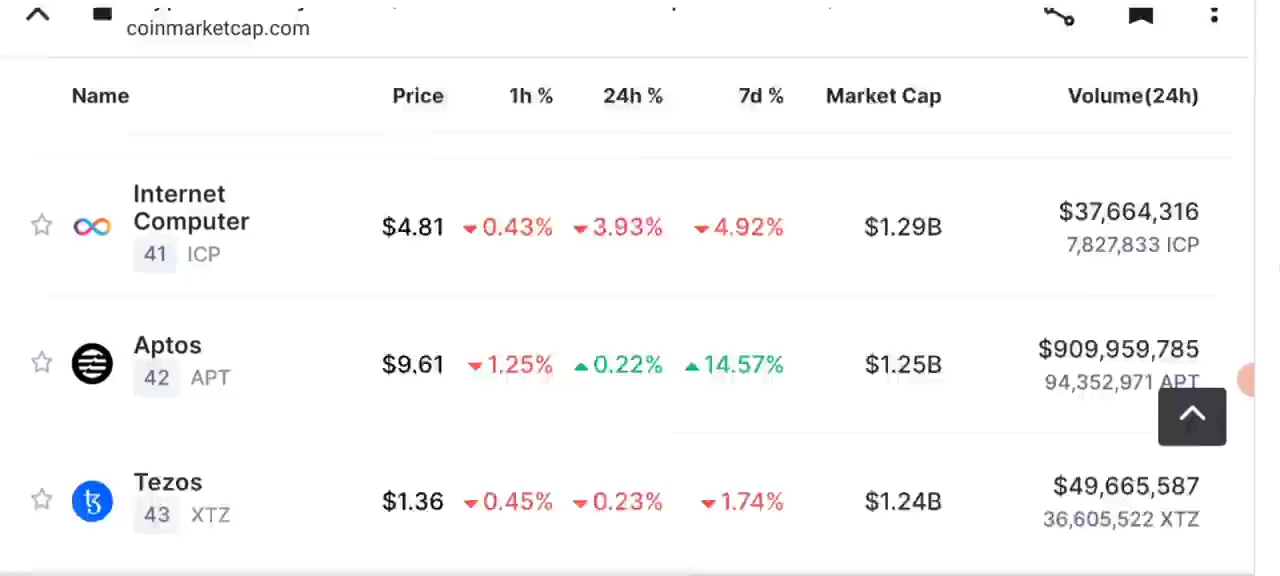 coinmarketcap.com
Name Price 1h % 24h % 7d % Market Cap Volume(24h)
Internet
Computer
41 ICP
$4.81 0.43% 3.93% 4.92% $1.29B $37,664,316
7,827,833 ICP
Aptos
42 APT
$9.61 1.25% 0.22% 14.57% $1.25B $909,959,785
94,352,971 APT
Tezos
43 XTZ
$1.36 0.45% 0.23% 1.74% $1.24B $49,665,587
36,605,522 XTZ